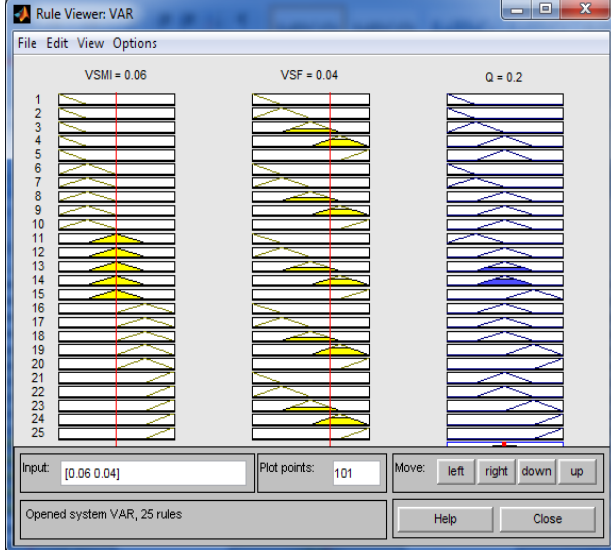 Rule Viewer: VAR
File Edit View Options
VSMI = 0.06
VSF = 0.04
Q = 0.2
1
2
3
4
5
6
7
8
9
10
11
12
13
14
15
16
17
18
19
20
21
22
23
24
25
Input: [0.06 0.04]
Plot points: 101
Move: left right down up
Opened system VAR, 25 rules
Help Close